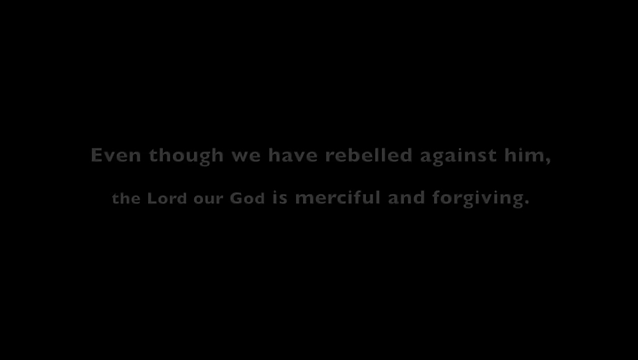 Even though we have rebelled against him,
the Lord our God is merciful and forgiving.